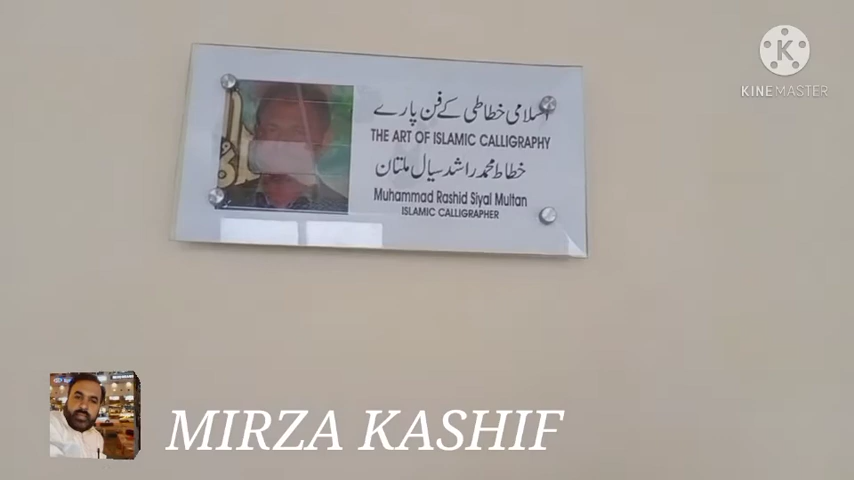 KINEMASTER
اسلامی خطاطی کے فن پارے
THE ART OF ISLAMIC CALLIGRAPHY
خطاط محمد راشد سیال ملتان
Muhammad Rashid Siyal Multan
ISLAMIC CALLIGRAPHER
MIRZA KASHIF